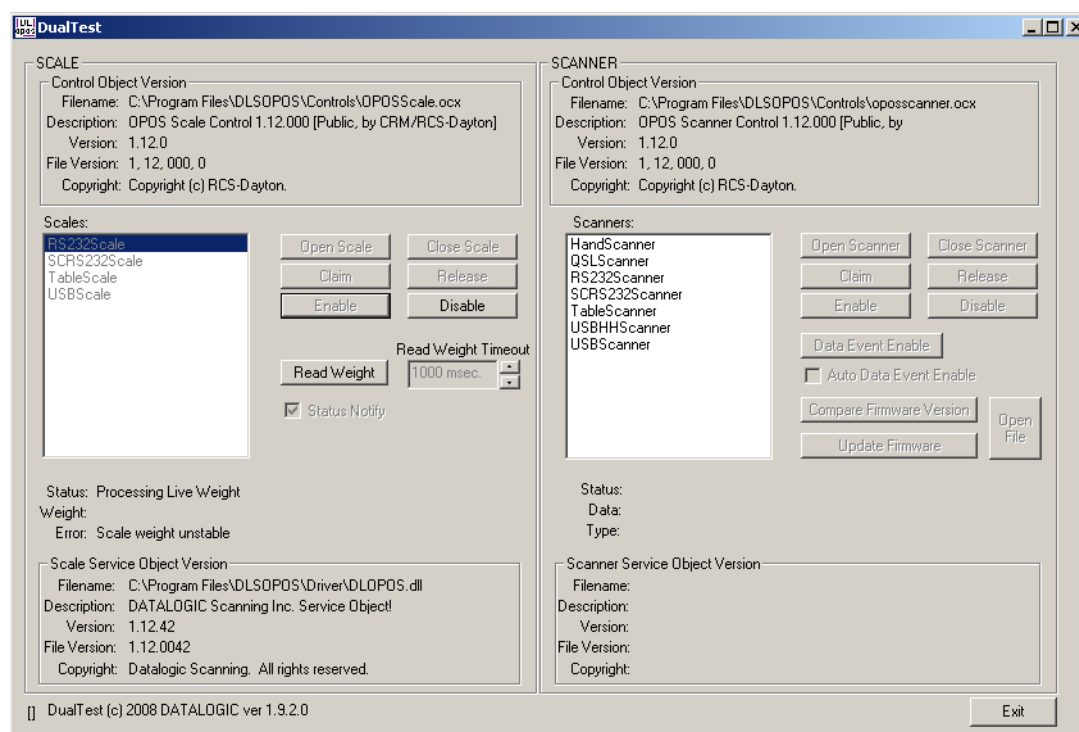 UL
opos DualTest
SCALE
Control Object Version
Filename: C:\Program Files\DLSOPOS\Controls\OPOSScale.ocx
Description: OPOS Scale Control 1.12.000 [Public, by CRM/RCS-Dayton]
Version: 1.12.0
File Version: 1, 12, 000, 0
Copyright: Copyright (c) RCS-Dayton.
Scales:
RS232Scale
SCRS232Scale
TableScale
USBScale
Open Scale Close Scale
Claim Release
Enable Disable
Read Weight Timeout
Read Weight 1000 msec.
Status Notify
Status: Processing Live Weight
Weight:
Error: Scale weight unstable
Scale Service Object Version
Filename: C:\Program Files\DLSOPOS\Driver\DLOPOS.dll
Description: DATALOGIC Scanning Inc. Service Object!
Version: 1.12.42
File Version: 1.12.0042
Copyright: Datalogic Scanning. All rights reserved.
SCANNER
Control Object Version
Filename: C:\Program Files\DLSOPOS\Controls\oposscanner.ocx
Description: OPOS Scanner Control 1.12.000 [Public, by
Version: 1.12.0
File Version: 1, 12, 000, 0
Copyright: Copyright (c) RCS-Dayton.
Scanners:
HandScanner
QSLScanner
RS232Scanner
SCRS232Scanner
TableScanner
USBHHScanner
USBScanner
Open Scanner Close Scanner
Claim Release
Enable Disable
Data Event Enable
Auto Data Event Enable
Compare Firmware Version
Update Firmware
Open
File
Status:
Data:
Type:
Scanner Service Object Version
Filename:
Description:
Version:
File Version:
Copyright:
[] DualTest (c) 2008 DATALOGIC ver 1.9.2.0
Exit